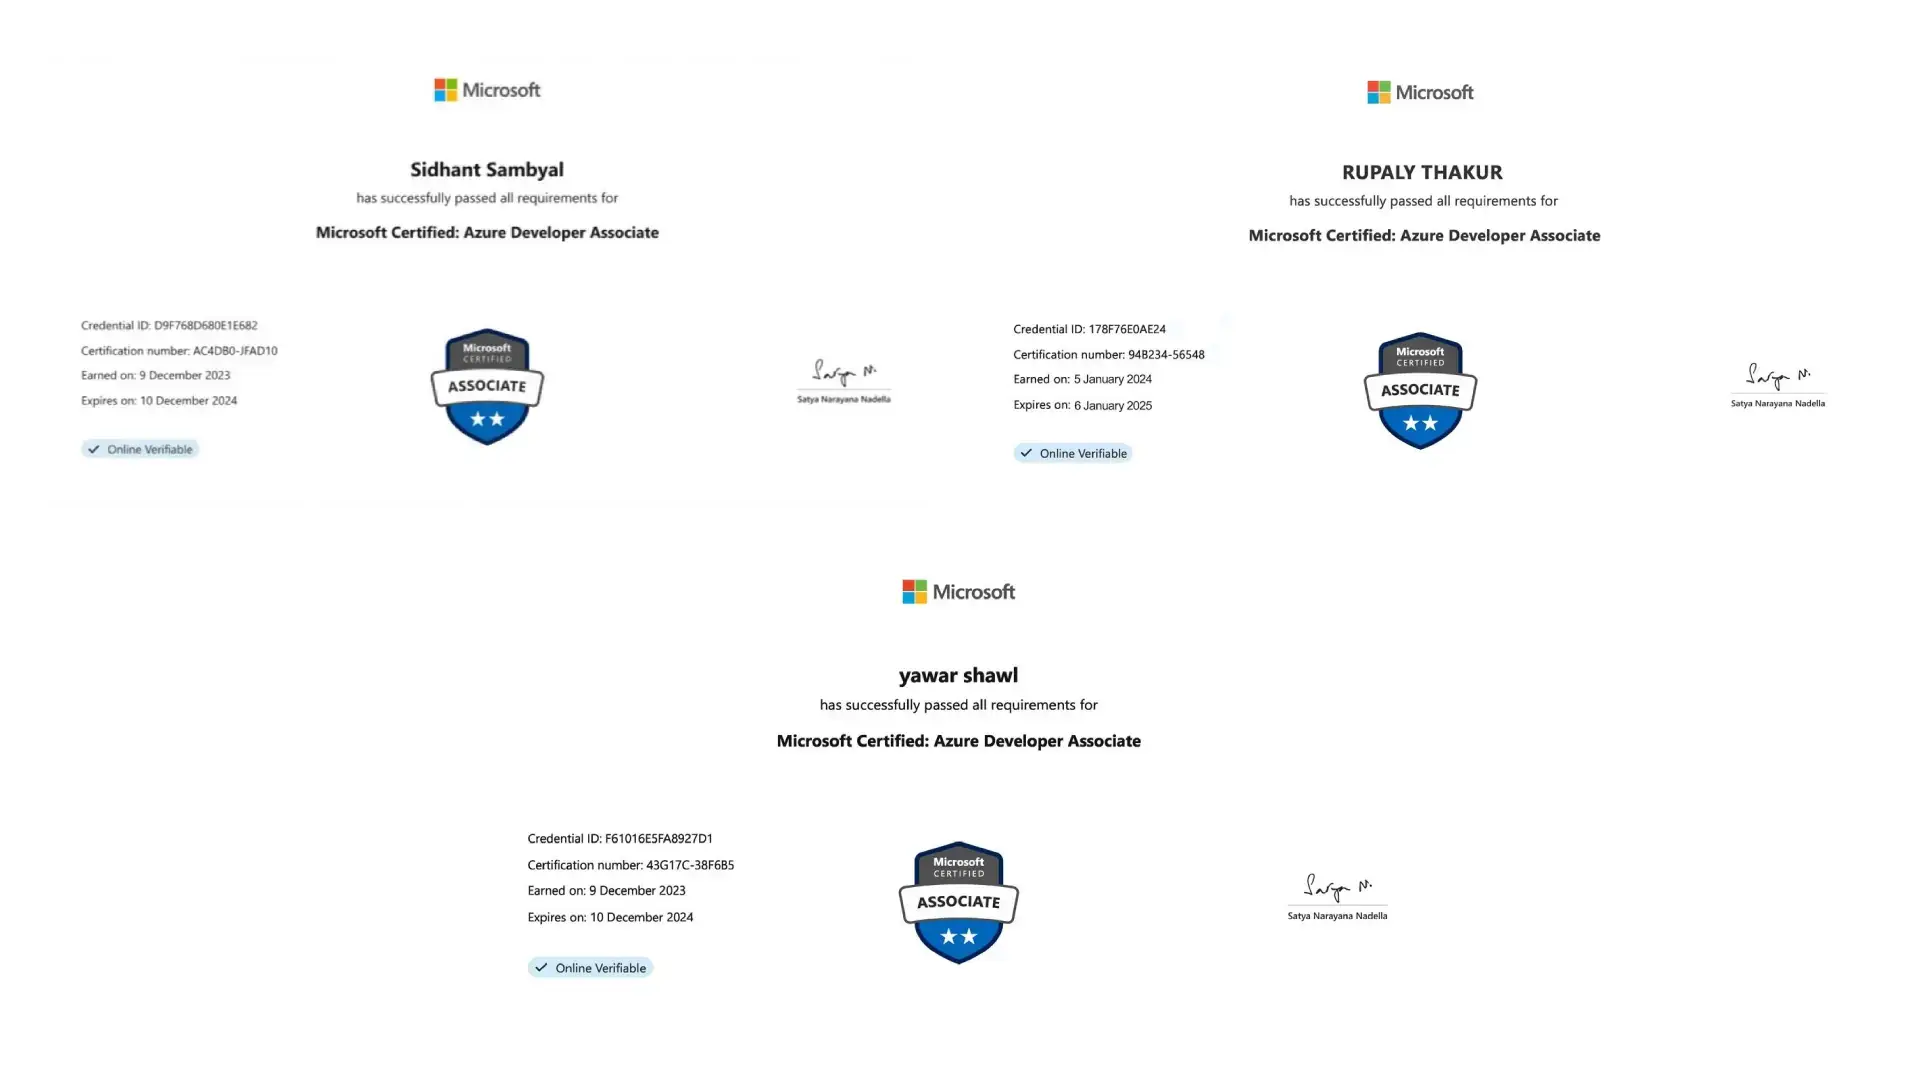 Microsoft
Sidhant Sambyal
has successfully passed all requirements for
Microsoft Certified: Azure Developer Associate
Credential ID: D9F768D680E1E682
Certification number: AC4DB0-JFAD10
Earned on: 9 December 2023
Expires on: 10 December 2024
Online Verifiable
Microsoft
CERTIFIED
ASSOCIATE
Satya N.
Satya Narayana Nadella
Microsoft
RUPALY THAKUR
has successfully passed all requirements for
Microsoft Certified: Azure Developer Associate
Credential ID: 178F76E0AE24
Certification number: 94B234-56548
Earned on: 5 January 2024
Expires on: 6 January 2025
Online Verifiable
Microsoft
CERTIFIED
ASSOCIATE
Satya N.
Satya Narayana Nadella
Microsoft
yawar shawl
has successfully passed all requirements for
Microsoft Certified: Azure Developer Associate
Credential ID: F61016E5FA8927D1
Certification number: 43G17C-38F6B5
Earned on: 9 December 2023
Expires on: 10 December 2024
Online Verifiable
Microsoft
CERTIFIED
ASSOCIATE
Satya N.
Satya Narayana Nadella